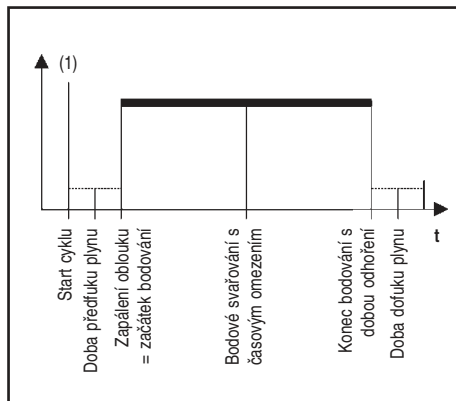 (1)
t
Start cyklu
Doba předfuku plynu
Zapálení oblouku
= začátek bodování
Bodové svařování s
časovým omezením
Konec bodování s
dobou odhoření
Doba dofuku plynu